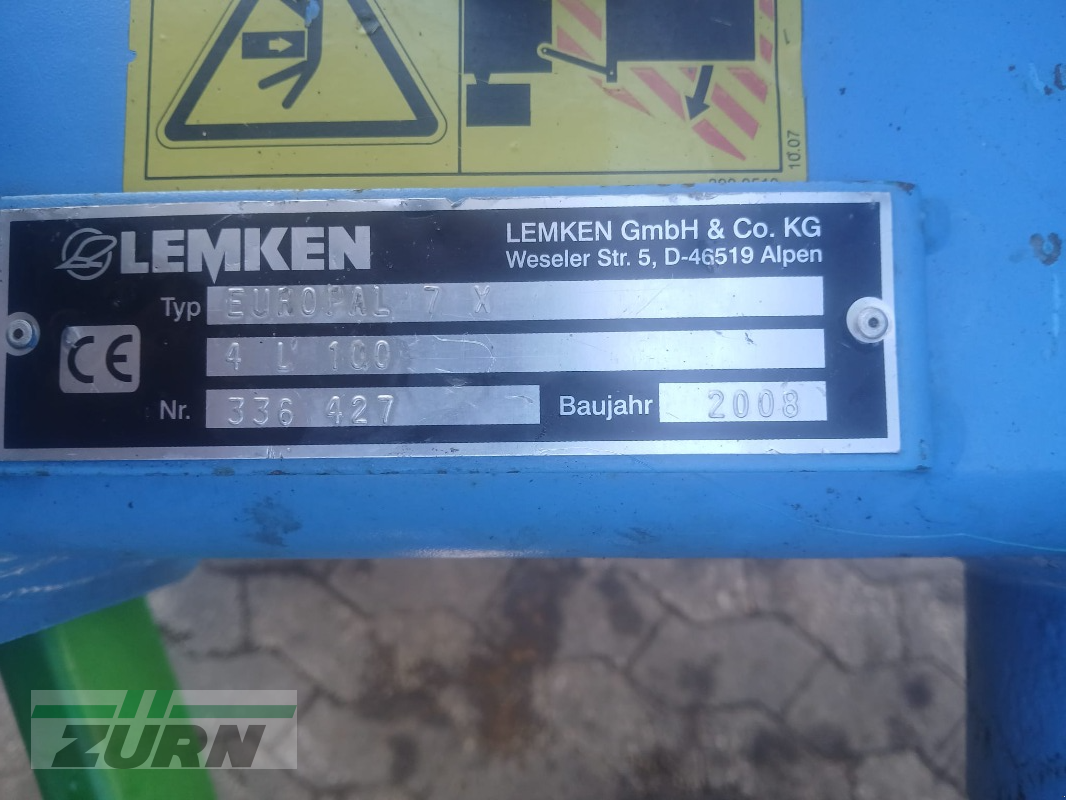 10.07
LEMKEN
LEMKEN GmbH & Co. KG
Weseler Str. 5, D-46519 Alpen
Typ EUROPAL 7 X
4 L 100
CE
Nr. 336 427 Baujahr 2008
ZÜRN